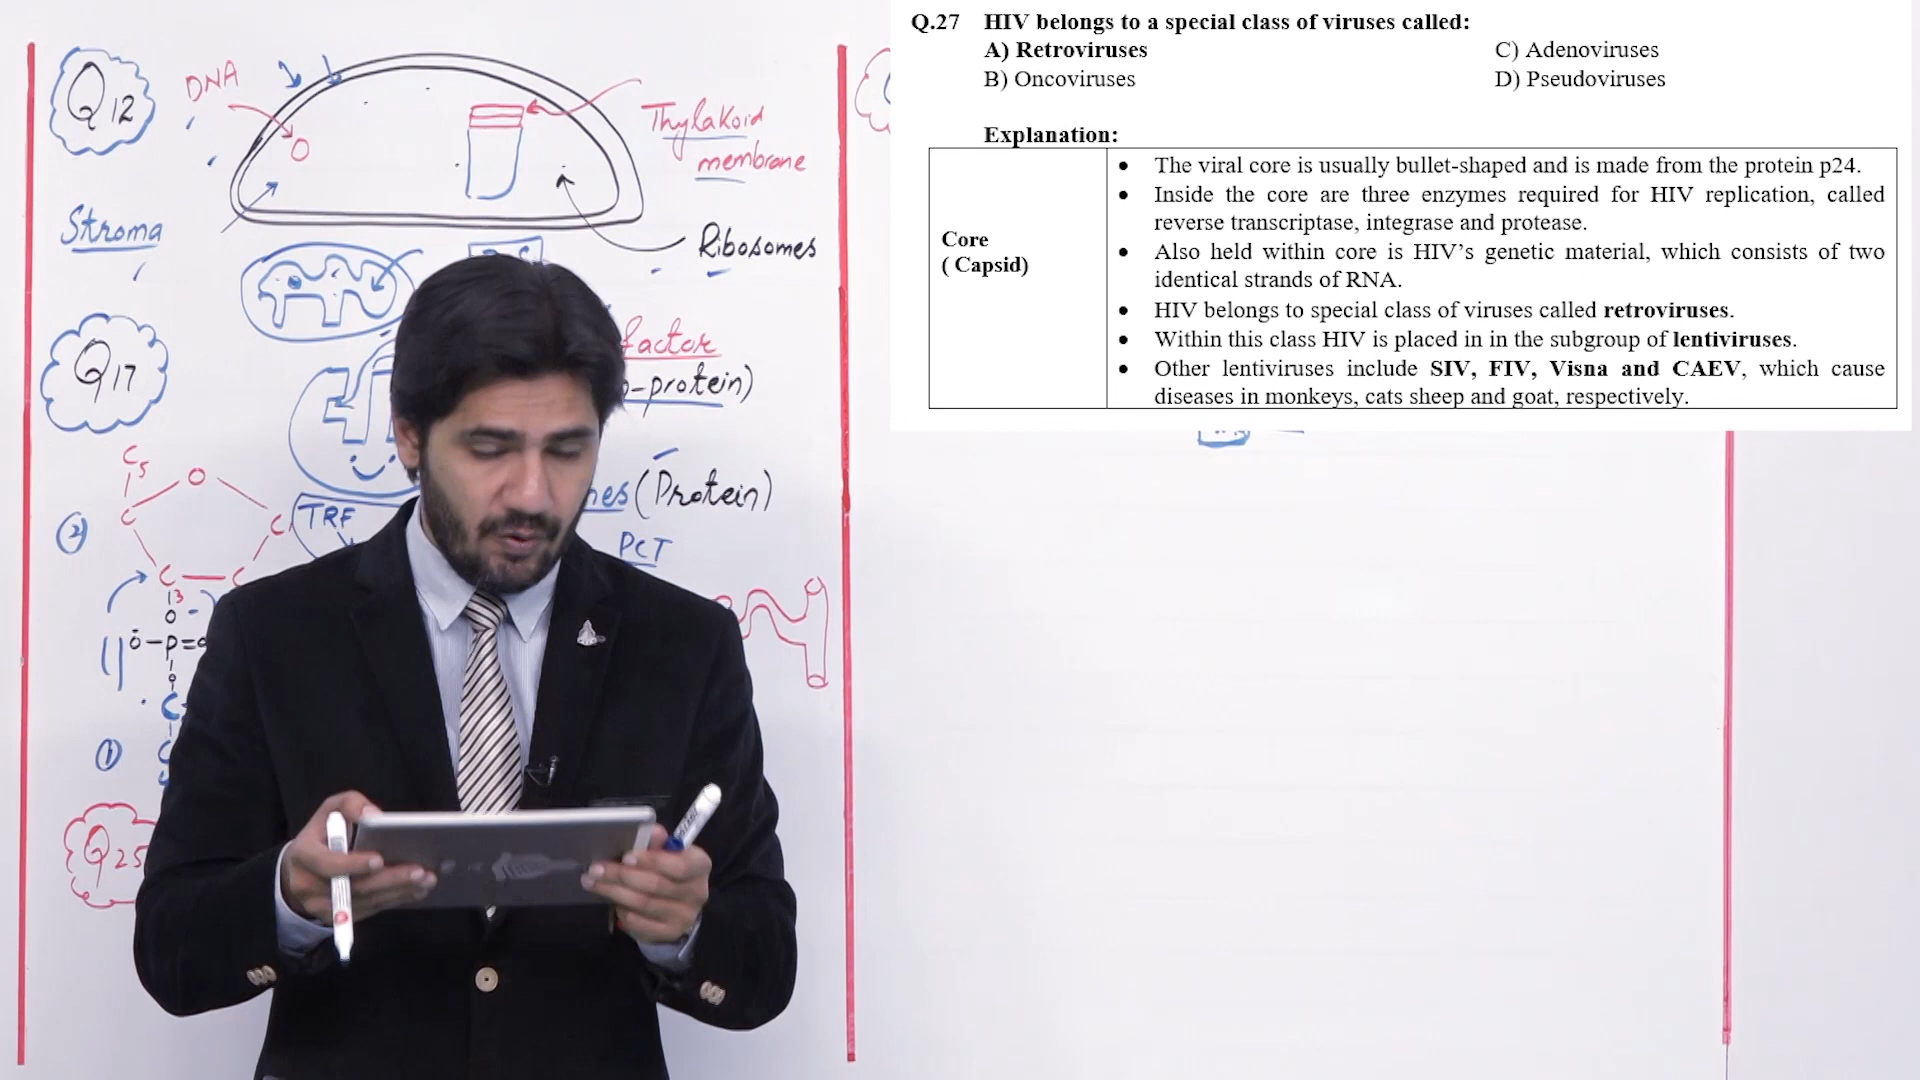 Q.27 HIV belongs to a special class of viruses called:
A) Retroviruses
C) Adenoviruses
B) Oncoviruses
D) Pseudoviruses
Explanation:
Core
( Capsid)
• The viral core is usually bullet-shaped and is made from the protein p24.
• Inside the core are three enzymes required for HIV replication, called
reverse transcriptase, integrase and protease.
• Also held within core is HIV’s genetic material, which consists of two
identical strands of RNA.
• HIV belongs to special class of viruses called retroviruses.
• Within this class HIV is placed in in the subgroup of lentiviruses.
• Other lentiviruses include SIV, FIV, Visna and CAEV, which cause
diseases in monkeys, cats sheep and goat, respectively.
Q12
DNA
Thylakoid
membrane
Stroma
Ribosomes
Q17
factor
-protein)
(Protein)
C5
O
C
C
TRF
PCT
2
C C
3
O
O-P=O
O
C
1
C
Q25